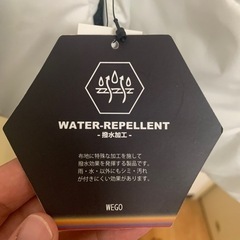 WATER-REPELLENT
- 撥水加工 -
布地に特殊な加工を施して
撥水効果を発揮する製品です。
雨・水・以外にもシミ・汚れ
が付きにくい効果があります。
WEGO